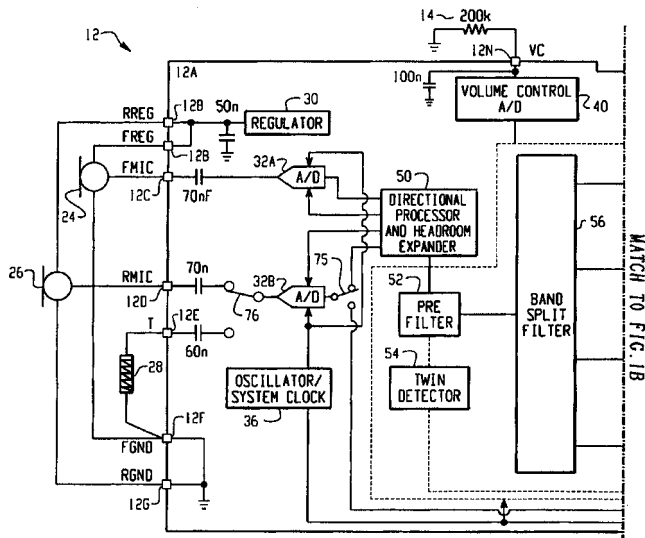 12
14
200k
12N
VC
12A
100n
VOLUME CONTROL
A/D
40
RREG
12B
50n
30
REGULATOR
FREG
12B
FMIC
12C
70nF
32A
A/D
24
50
DIRECTIONAL
PROCESSOR
AND HEADROOM
EXPANDER
56
26
RMIC
12D
70n
76
32B
A/D
75
52
PRE
FILTER
BAND
SPLIT
FILTER
MATCH TO FIG.1B
T
12E
60n
28
54
TWIN
DETECTOR
OSCILLATOR/
SYSTEM CLOCK
36
12F
FGND
RGND
12G